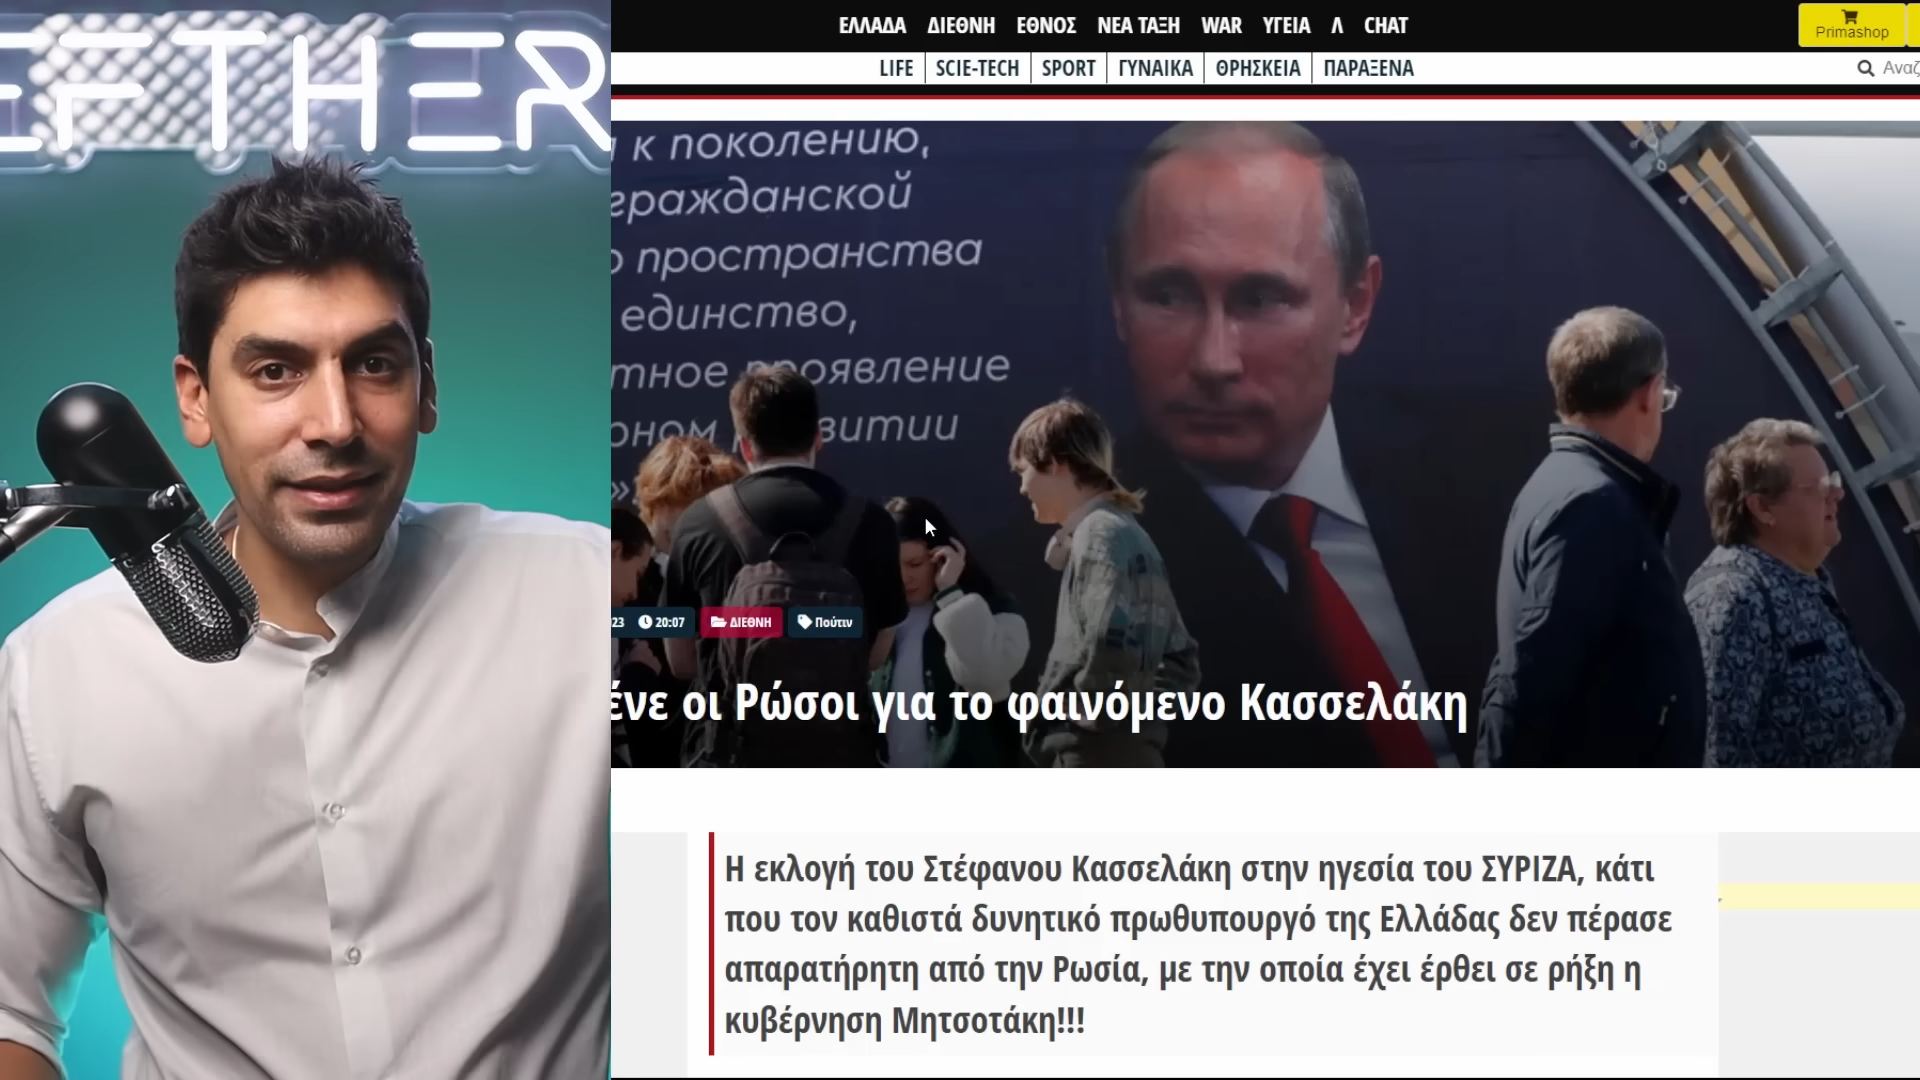 EFTHER
ΕΛΛΑΔΑ ΔΙΕΘΝΗ ΕΘΝΟΣ ΝΕΑ ΤΑΞΗ WAR ΥΓΕΙΑ Λ CHAT
Primashop
LIFE SCIE-TECH SPORT ΓΥΝΑΙΚΑ ΘΡΗΣΚΕΙΑ ΠΑΡΑΞΕΝΑ
Αναζ
к поколению,
гражданской
о пространства
единство,
тное проявление
развитии
».
23 20:07 ΔΙΕΘΝΗ Πούτιν
ένε οι Ρώσοι για το φαινόμενο Κασσελάκη
Η εκλογή του Στέφανου Κασσελάκη στην ηγεσία του ΣΥΡΙΖΑ, κάτι
που τον καθιστά δυνητικό πρωθυπουργό της Ελλάδας δεν πέρασε
απαρατήρητη από την Ρωσία, με την οποία έχει έρθει σε ρήξη η
κυβέρνηση Μητσοτάκη!!!